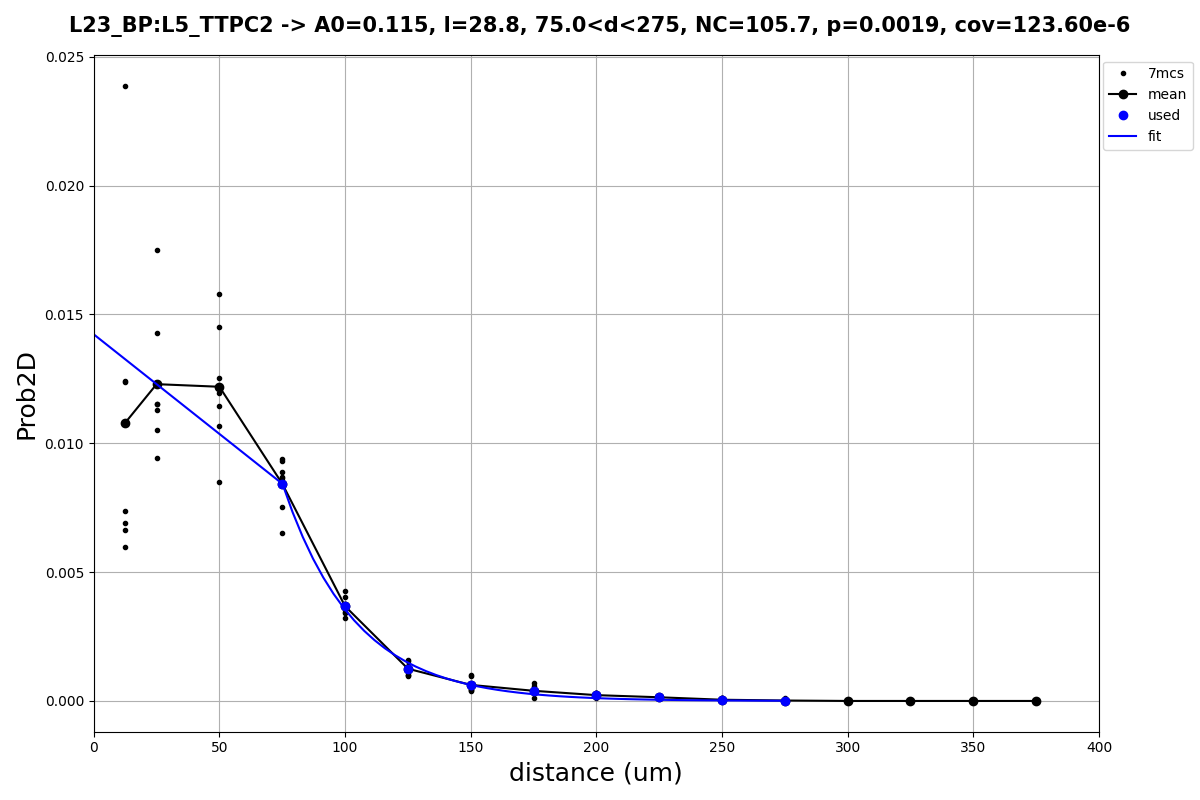 L23_BP:L5_TTPC2 -> A0=0.115, l=28.8, 75.0<d<275, NC=105.7, p=0.0019, cov=123.60e-6
7mcs
mean
used
fit
Prob2D
0.025
0.020
0.015
0.010
0.005
0.000
0 50 100 150 200 250 300 350 400
distance (um)